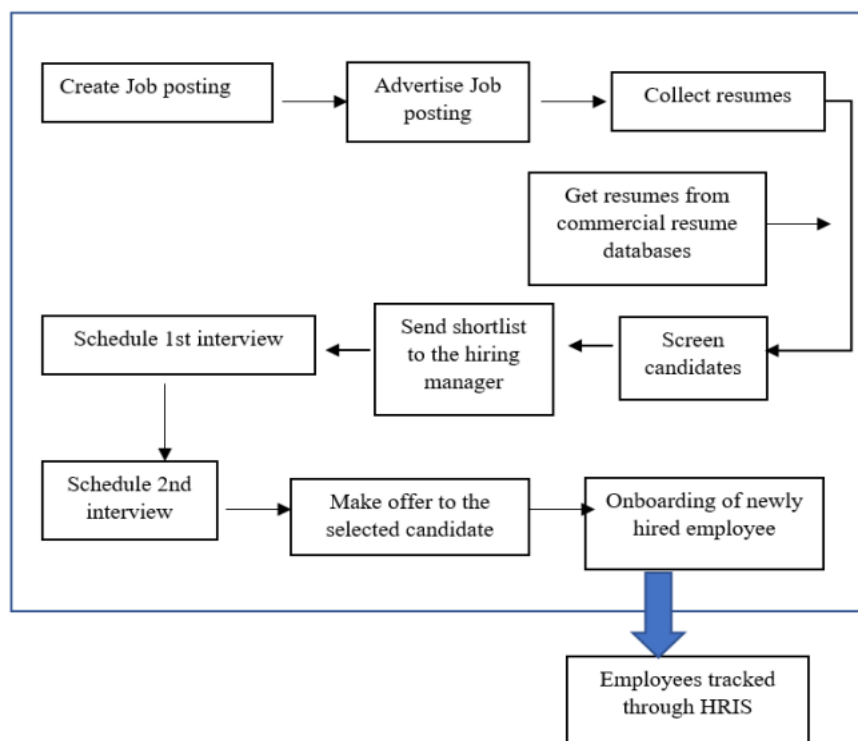 Create Job posting
Advertise Job
posting
Collect resumes
Get resumes from
commercial resume
databases
Schedule 1st interview
Send shortlist
to the hiring
manager
Screen
candidates
Schedule 2nd
interview
Make offer to the
selected candidate
Onboarding of newly
hired employee
Employees tracked
through HRIS